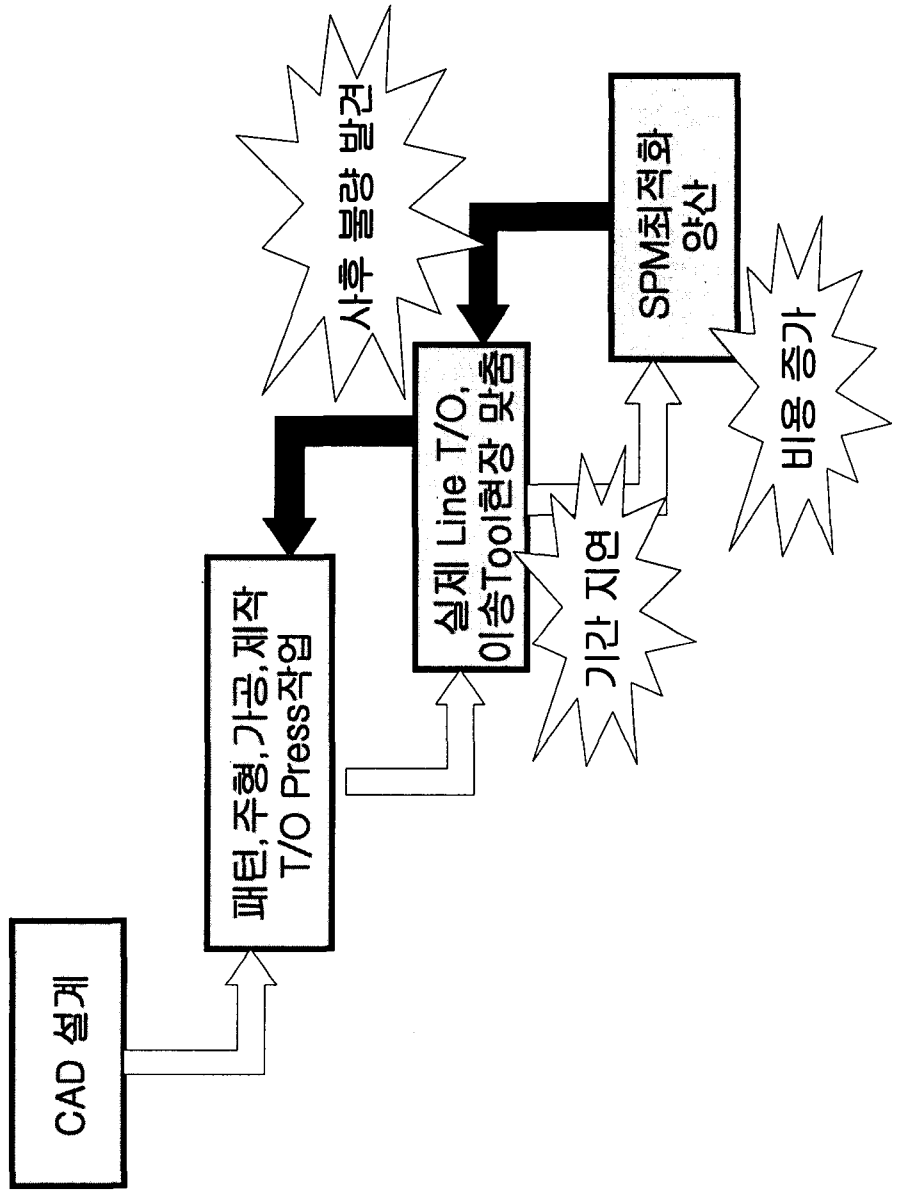 CAD 설계
패턴,주형,가공,제작
T/O Press작업
실제 Line T/O,
이송Tool현장 맞춤
SPM최적화
양산
사후 불량 발견
기간 지연
비용 증가